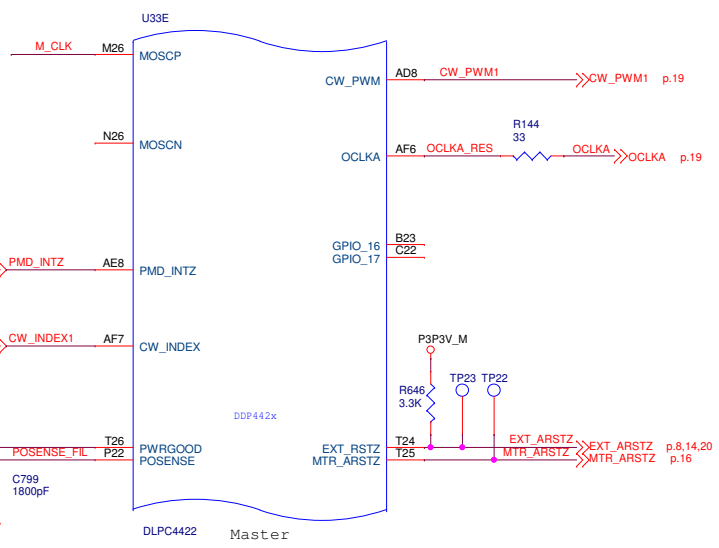 U33E
M_CLK M26 MOSCP
CW_PWM AD8 CW_PWM1 CW_PWM1 p.19
R144
33
N26 MOSCN
OCLKA AF6 OCLKA_RES OCLKA OCLKA p.19
GPIO_16 B23
GPIO_17 C22
PMD_INTZ AE8 PMD_INTZ
CW_INDEX1 AF7 CW_INDEX
P3P3V_M
TP23 TP22
R646
3.3K
DDP442x
T26 PWRGOOD EXT_RSTZ T24 EXT_ARSTZ EXT_ARSTZ p.8,14,20
POSENSE_FIL P22 POSENSE MTR_ARSTZ T25 MTR_ARSTZ MTR_ARSTZ p.16
C799
1800pF
DLPC4422 Master